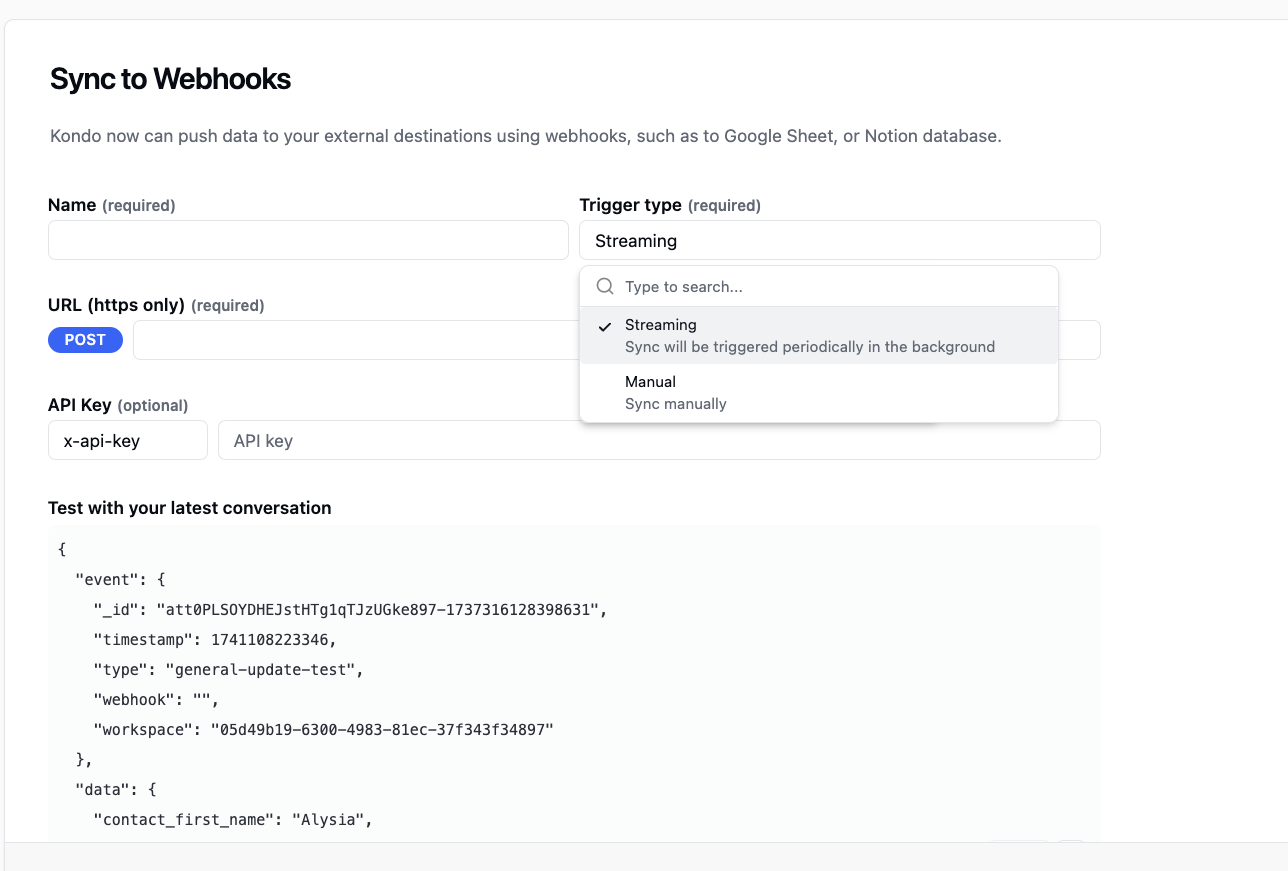 Sync to Webhooks
Kondo now can push data to your external destinations using webhooks, such as to Google Sheet, or Notion database.
Name (required)
Trigger type (required)
Streaming
Type to search...
Streaming
Sync will be triggered periodically in the background
Manual
Sync manually
URL (https only) (required)
POST
API Key (optional)
x-api-key
API key
Test with your latest conversation
{
"event": {
"_id": "att0PLSOYDHEJstHTg1qTJzUGke897-1737316128398631",
"timestamp": 1741108223346,
"type": "general-update-test",
"webhook": "",
"workspace": "05d49b19-6300-4983-81ec-37f343f34897"
},
"data": {
"contact_first_name": "Alysia",